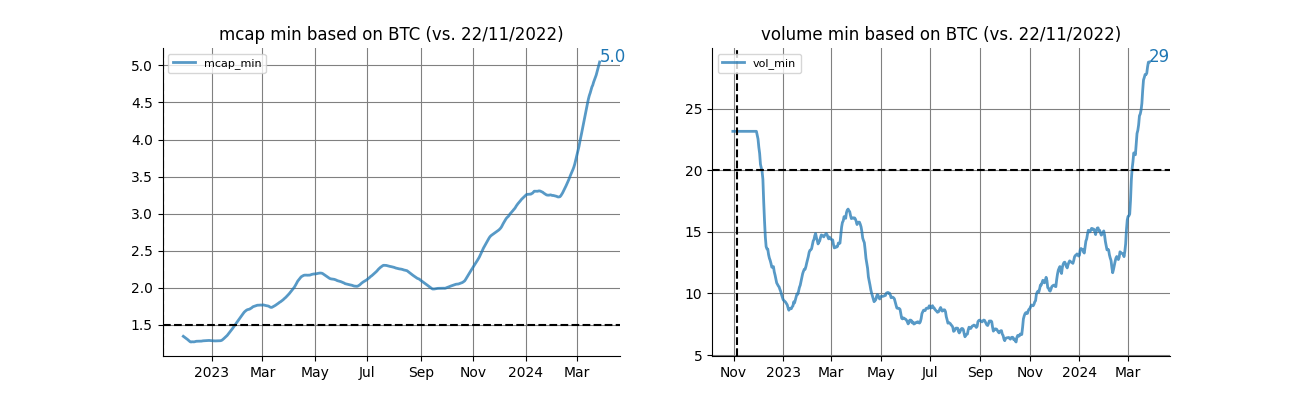 mcap min based on BTC (vs. 22/11/2022)
mcap_min
5.0
5.0
4.5
4.0
3.5
3.0
2.5
2.0
1.5
2023 Mar May Jul Sep Nov 2024 Mar
volume min based on BTC (vs. 22/11/2022)
vol_min
29
25
20
15
10
5
Nov 2023 Mar May Jul Sep Nov 2024 Mar